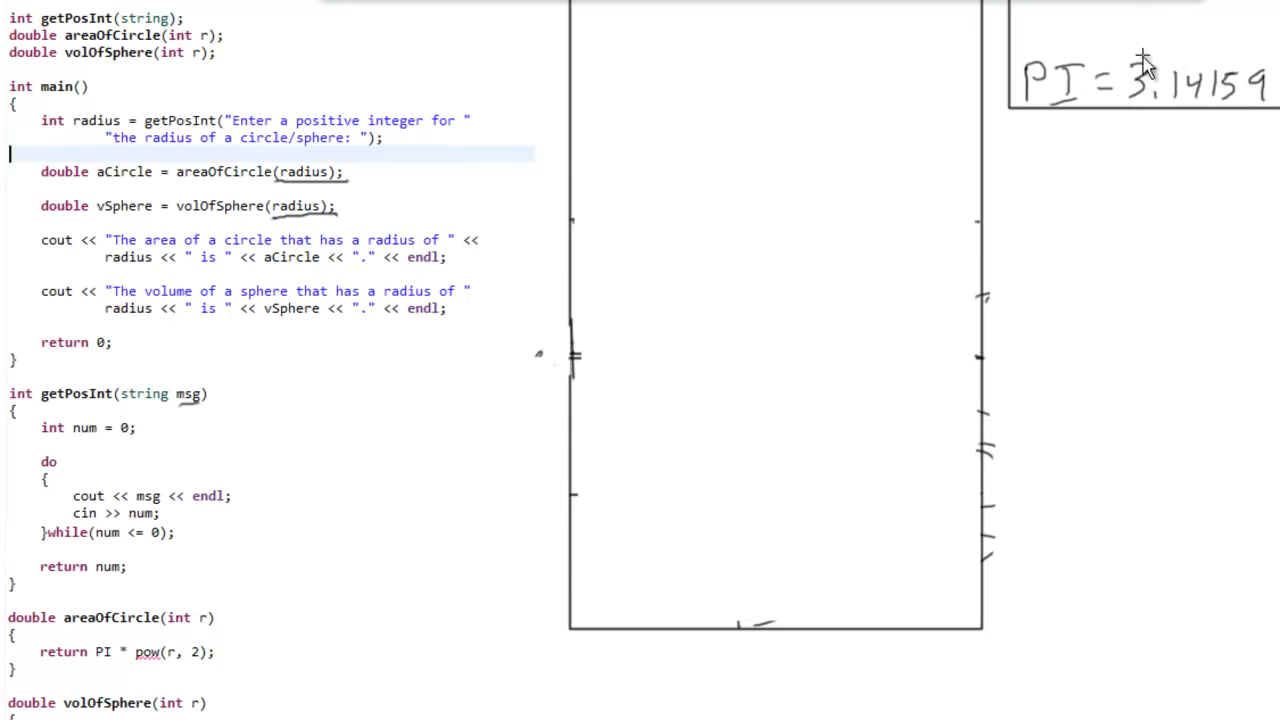 int getPosInt(string);
double areaOfCircle(int r);
double volOfSphere(int r);
int main()
{
int radius = getPosInt("Enter a positive integer for "
"the radius of a circle/sphere: ");
double aCircle = areaOfCircle(radius);
double vSphere = volOfSphere(radius);
cout << "The area of a circle that has a radius of " <<
radius << " is " << aCircle << "." << endl;
cout << "The volume of a sphere that has a radius of "
radius << " is " << vSphere << "." << endl;
return 0;
}
int getPosInt(string msg)
{
int num = 0;
do
{
cout << msg << endl;
cin >> num;
}while(num <= 0);
return num;
}
double areaOfCircle(int r)
{
return PI * pow(r, 2);
}
double volOfSphere(int r)
{
PI = 3.14159